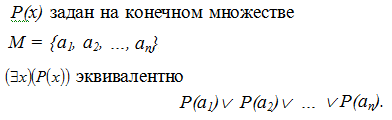 P(x) задан на конечном множестве
M = {a₁, a₂, ..., aₙ}
(∃x)(P(x)) эквивалентно
P(a₁)∨ P(a₂)∨ ... ∨P(aₙ).